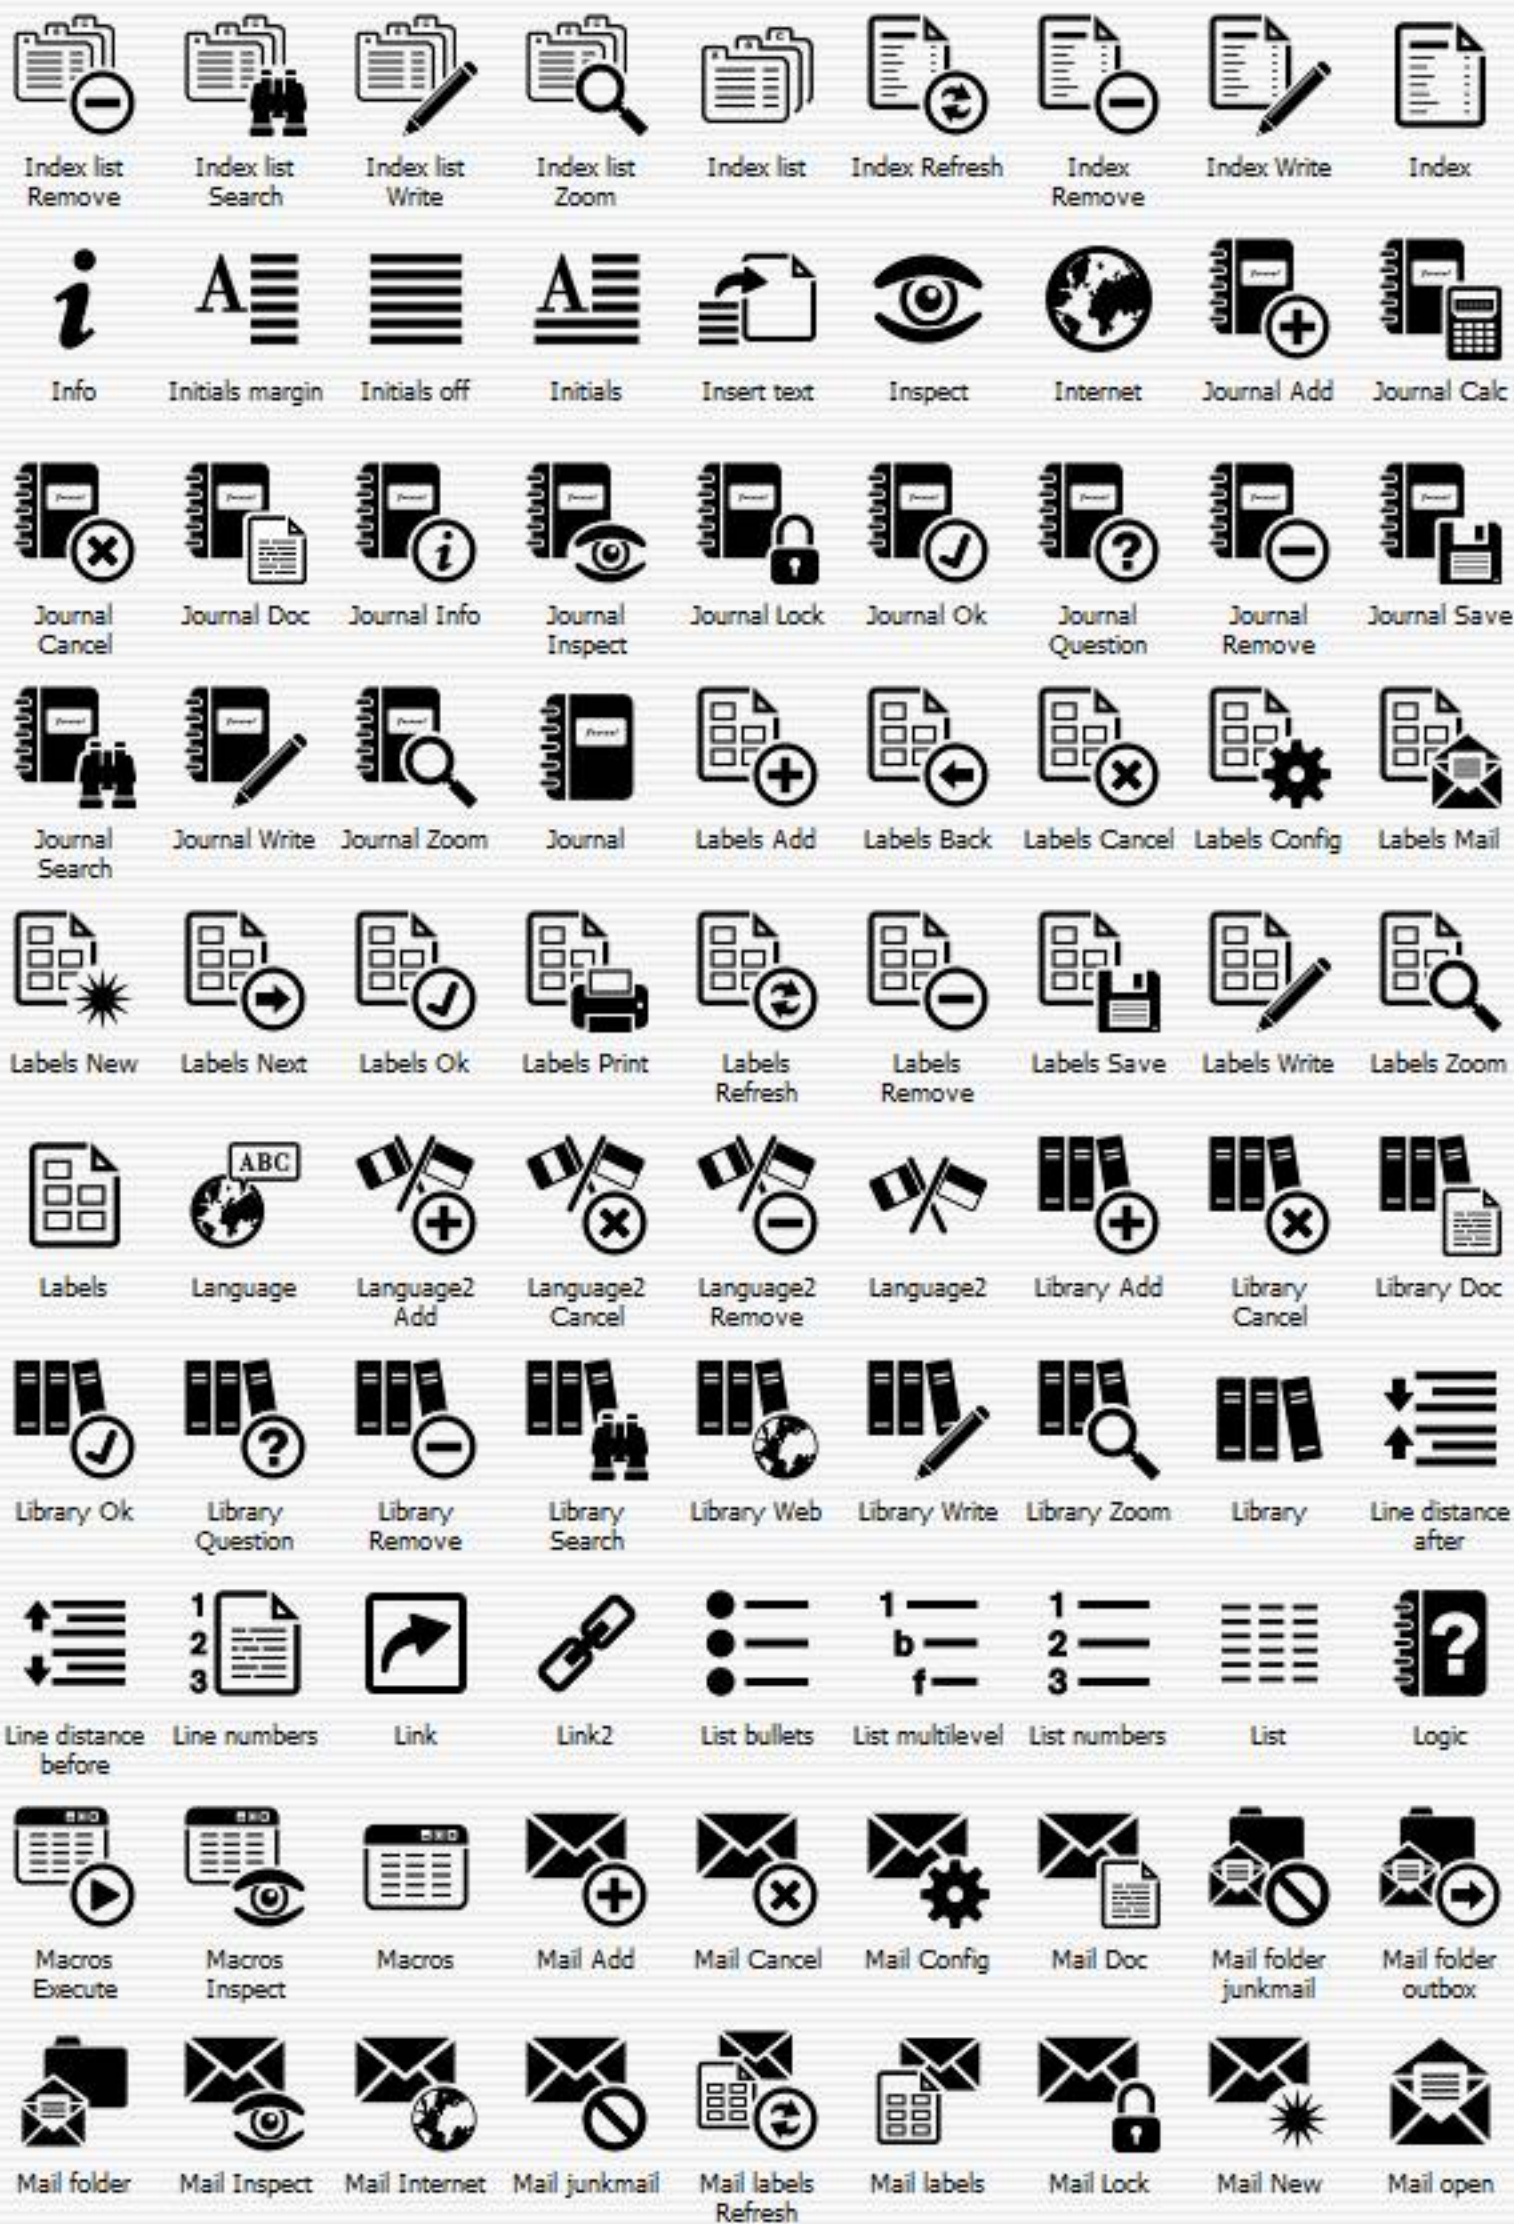 Index list Remove
Index list Search
Index list Write
Index list Zoom
Index list
Index Refresh
Index Remove
Index Write
Index
Info
Initials margin
Initials off
Initials
Insert text
Inspect
Internet
Journal Add
Journal Calc
Journal Cancel
Journal Doc
Journal Info
Journal Inspect
Journal Lock
Journal Ok
Journal Question
Journal Remove
Journal Save
Journal Search
Journal Write
Journal Zoom
Journal
Labels Add
Labels Back
Labels Cancel
Labels Config
Labels Mail
Labels New
Labels Next
Labels Ok
Labels Print
Labels Refresh
Labels Remove
Labels Save
Labels Write
Labels Zoom
ABC
Labels
Language
Language2 Add
Language2 Cancel
Language2 Remove
Language2
Library Add
Library Cancel
Library Doc
Library Ok
Library Question
Library Remove
Library Search
Library Web
Library Write
Library Zoom
Library
Line distance after
1
2
3
1
b
f
1
2
3
Line distance before
Line numbers
Link
Link2
List bullets
List multilevel
List numbers
List
Logic
Macros Execute
Macros Inspect
Macros
Mail Add
Mail Cancel
Mail Config
Mail Doc
Mail folder junkmail
Mail folder outbox
Mail folder
Mail Inspect
Mail Internet
Mail junkmail
Mail labels Refresh
Mail labels
Mail Lock
Mail New
Mail open